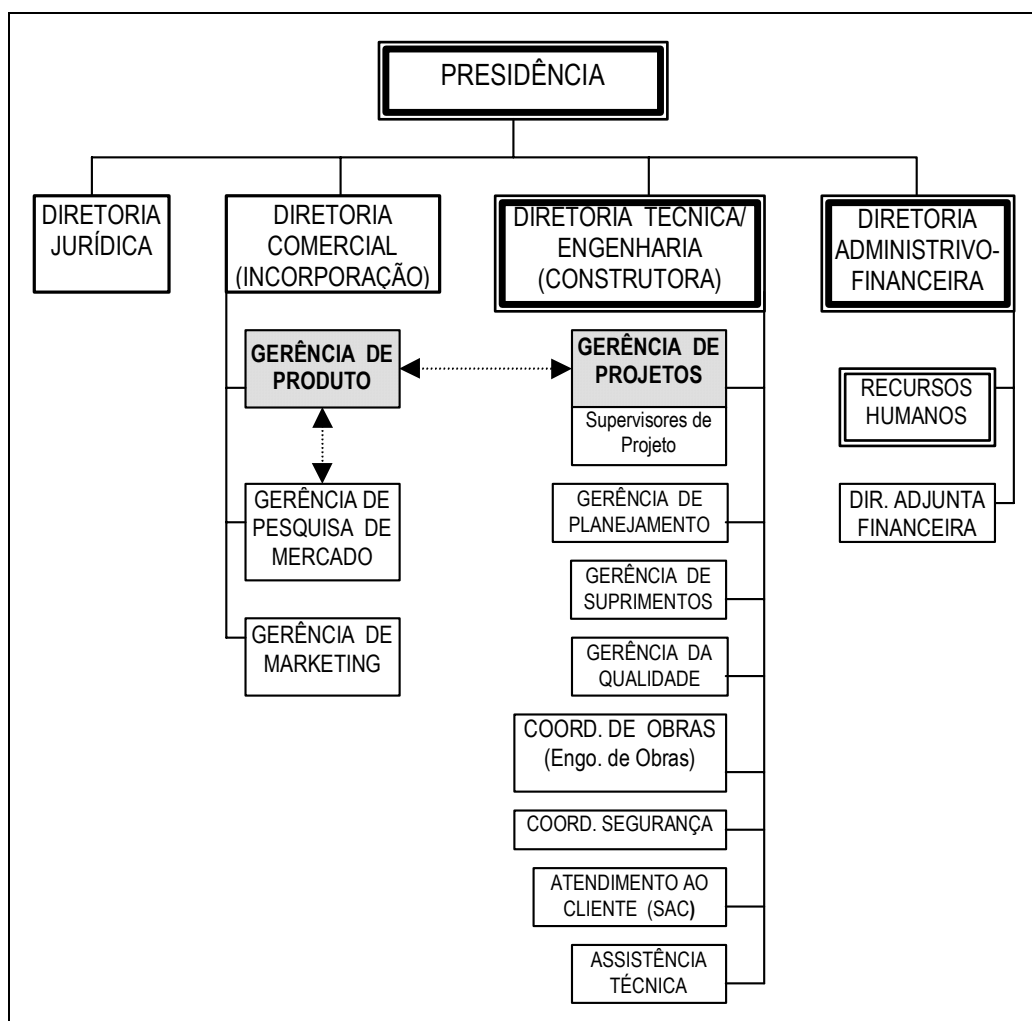 PRESIDÊNCIA
DIRETORIA
JURÍDICA
DIRETORIA
COMERCIAL
(INCORPORAÇÃO)
DIRETORIA TECNICA/
ENGENHARIA
(CONSTRUTORA)
DIRETORIA
ADMINISTRIVO-
FINANCEIRA
GERÊNCIA DE
PRODUTO
GERÊNCIA DE
PESQUISA DE
MERCADO
GERÊNCIA DE
MARKETING
GERÊNCIA DE
PROJETOS
Supervisores de
Projeto
GERÊNCIA DE
PLANEJAMENTO
GERÊNCIA DE
SUPRIMENTOS
GERÊNCIA DA
QUALIDADE
COORD. DE OBRAS
(Engo. de Obras)
COORD. SEGURANÇA
ATENDIMENTO AO
CLIENTE (SAC)
ASSISTÊNCIA
TÉCNICA
RECURSOS
HUMANOS
DIR. ADJUNTA
FINANCEIRA